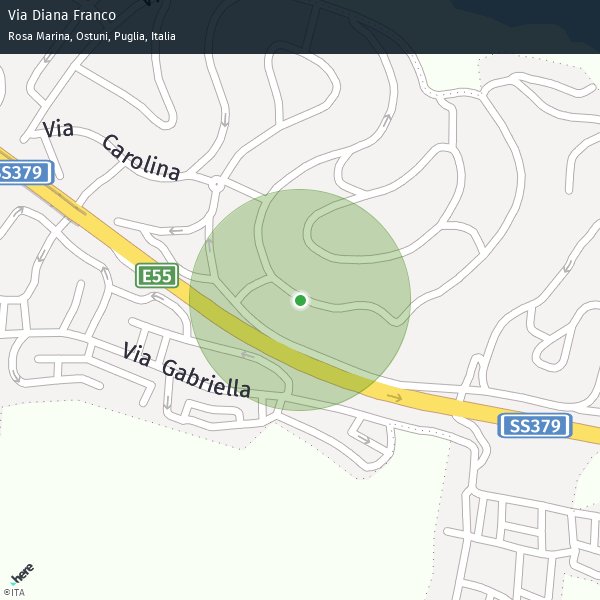 Via Diana Franco
Rosa Marina, Ostuni, Puglia, Italia
Via Carolina
SS379
E55
Via Gabriella
SS379
here
©ITA